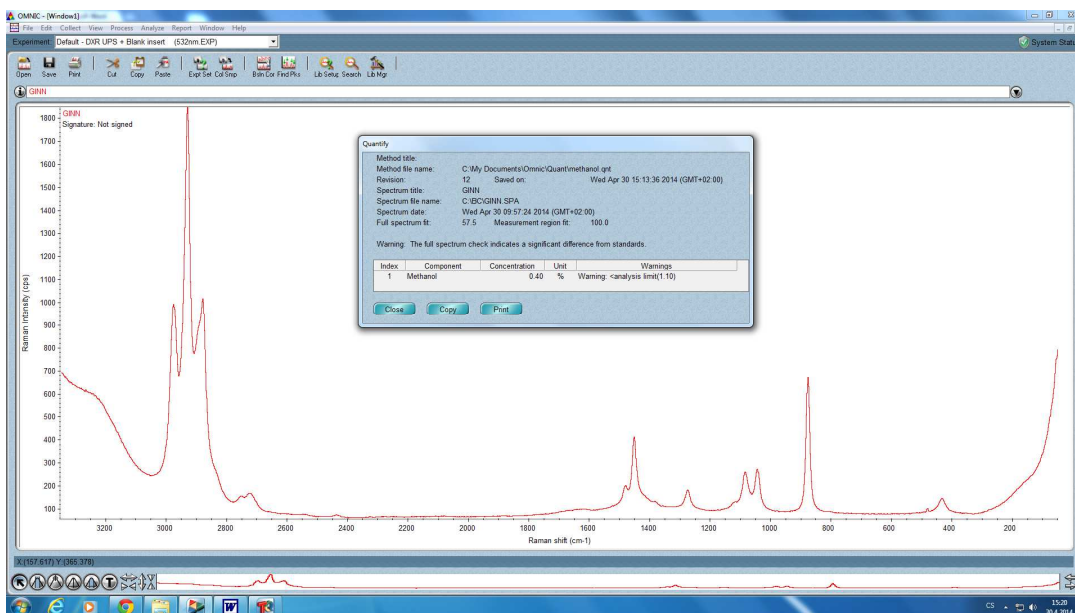 OMNIC - [Window1]
File Edit Collect View Process Analyze Report Window Help
Experiment: Default - DXR UPS + Blank insert (532nm.EXP)
System Statu
Open Save Print Cut Copy Paste Expt Set Col Smp Bsln Cor Find Pks Lib Setup Search Lib Mgr
GINN
GINN
Signature: Not signed
1800
1700
1600
1500
1400
1300
1200
1100
1000
900
800
700
600
500
400
300
200
100
Raman Intensity (cps)
Quantify
Method title:
Method file name: C:\My Documents\Omnic\Quant\methanol.qnt
Revision: 12 Saved on: Wed Apr 30 15:13:36 2014 (GMT+02:00)
Spectrum title: GINN
Spectrum file name: C:\BC\GINN.SPA
Spectrum date: Wed Apr 30 09:57:24 2014 (GMT+02:00)
Full spectrum fit: 57.5 Measurement region fit: 100.0
Warning: The full spectrum check indicates a significant difference from standards.
Index Component Concentration Unit Warnings
1 Methanol 0.40 % Warning: <analysis limit(1.10)
Close Copy Print
3200 3000 2800 2600 2400 2200 2000 1800 1600 1400 1200 1000 800 600 400 200
Raman shift (cm-1)
X:(157.617) Y:(365.378)
CS 15:20
30.4.2014